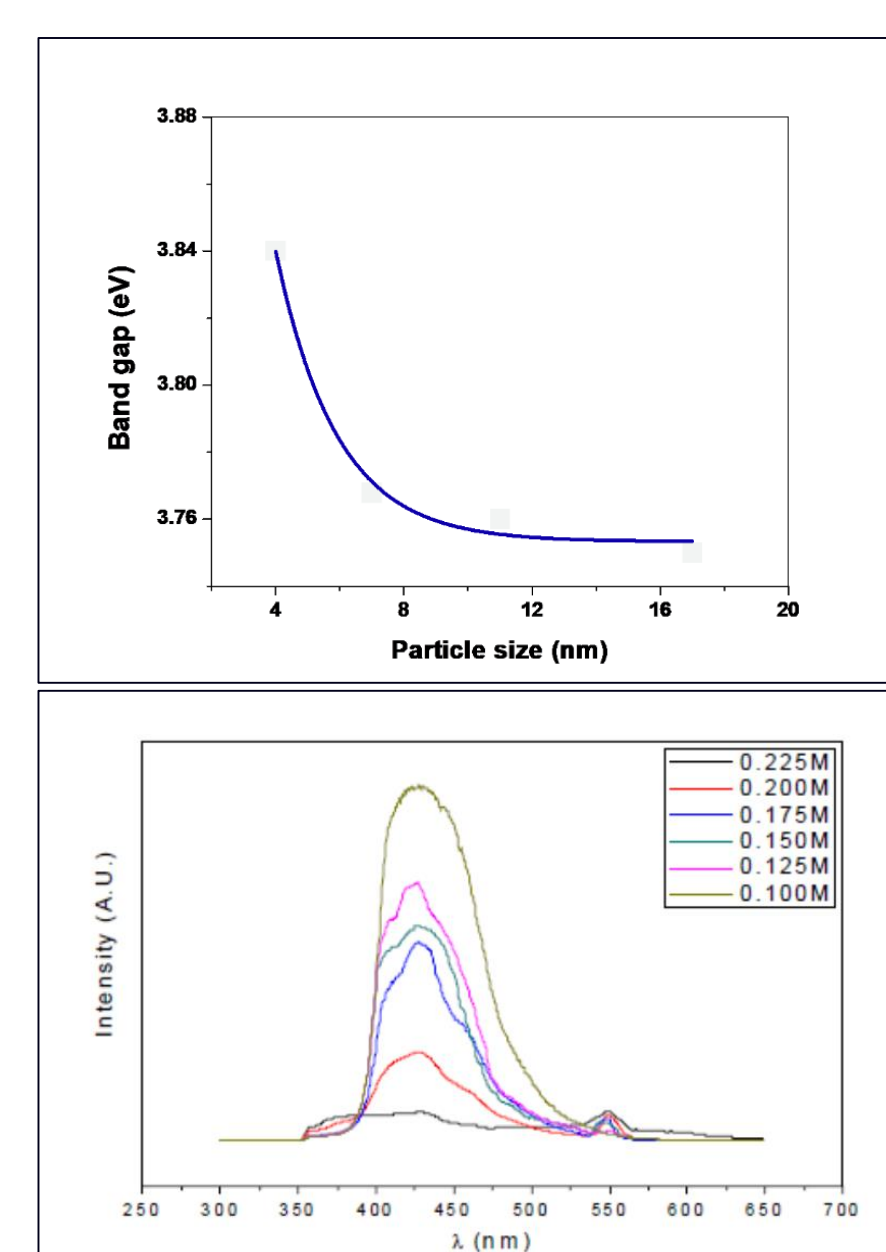 3.88
3.84
3.80
3.76
Band gap (eV)
4 8 12 16 20
Particle size (nm)
0.225M
0.200M
0.175M
0.150M
0.125M
0.100M
Intensity (A.U.)
250 300 350 400 450 500 550 600 650 700
λ (nm)